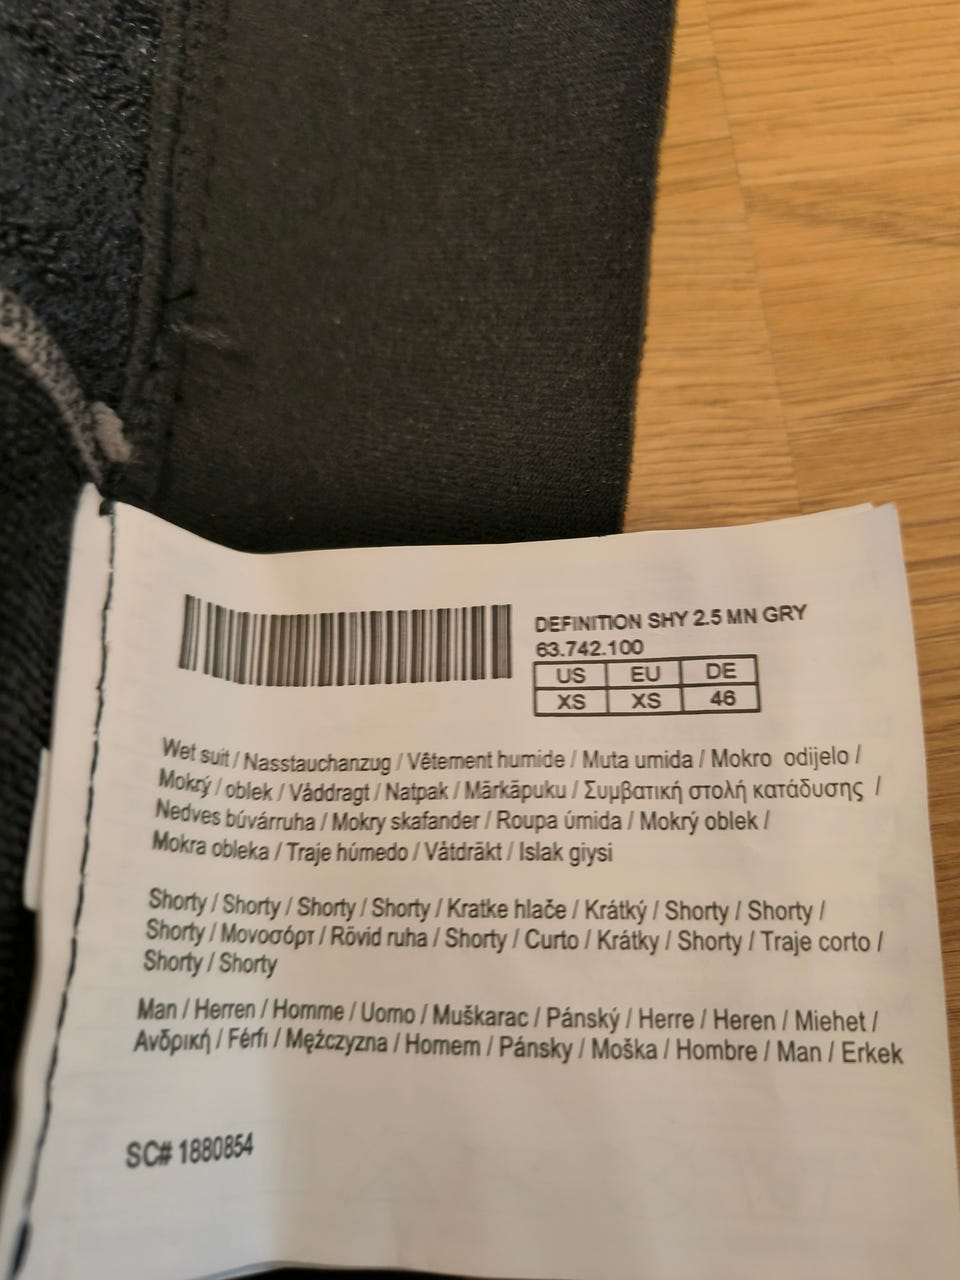 DEFINITION SHY 2.5 MN GRY
63.742.100
US EU DE
XS XS 46
Wet suit / Nasstauchanzug / Vêtement humide / Muta umida / Mokro odijelo /
Mokrý / oblek / Våddragt / Natpak / Märkäpuku / Συμβατική στολή κατάδυσης /
Nedves búvárruha / Mokry skafander / Roupa úmida / Mokrý oblek /
Mokra obleka / Traje húmedo / Våtdräkt / Islak giysi
Shorty / Shorty / Shorty / Shorty / Kratke hlače / Krátký / Shorty / Shorty /
Shorty / Μονοσόρτ / Rövid ruha / Shorty / Curto / Krátky / Shorty / Traje corto /
Shorty / Shorty
Man / Herren / Homme / Uomo / Muškarac / Pánský / Herre / Heren / Miehet /
Ανδρική / Férfi / Mężczyzna / Homem / Pánsky / Moška / Hombre / Man / Erkek
SC# 1880854